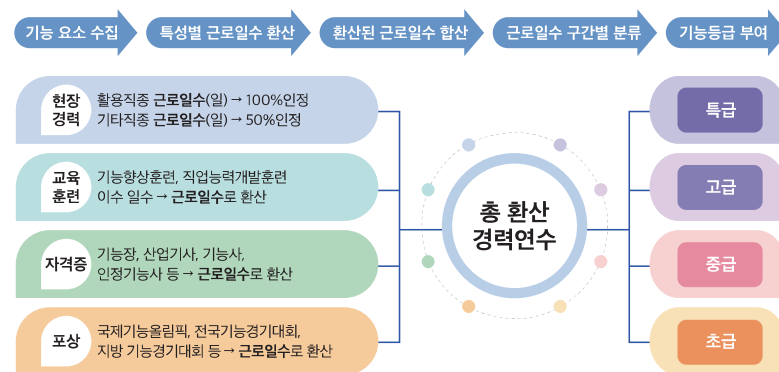 기능 요소 수집
특성별 근로일수 환산
환산된 근로일수 합산
근로일수 구간별 분류
기능등급 부여
현장
경력
활용직종 근로일수(일) → 100%인정
기타직종 근로일수(일) → 50%인정
교육
훈련
기능향상훈련, 직업능력개발훈련
이수 일수 → 근로일수로 환산
자격증
기능장, 산업기사, 기능사,
인정기능사 등 → 근로일수로 환산
포상
국제기능올림픽, 전국기능경기대회,
지방 기능경기대회 등 → 근로일수로 환산
총 환산
경력연수
특급
고급
중급
초급